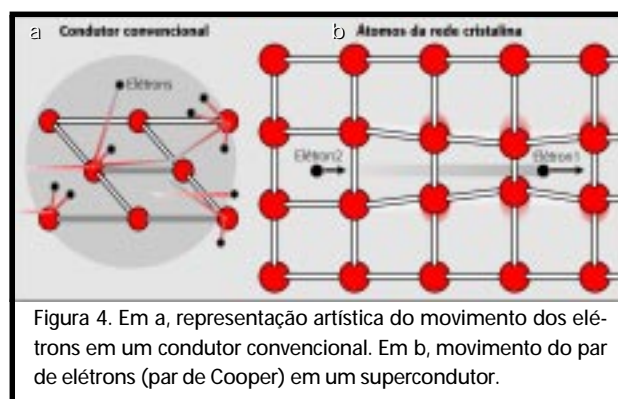 a Condutor convencional
b Átomos da rede cristalina
Elétrons
Elétron2
Elétron1
Figura 4. Em a, representação artística do movimento dos elé-
trons em um condutor convencional. Em b, movimento do par
de elétrons (par de Cooper) em um supercondutor.